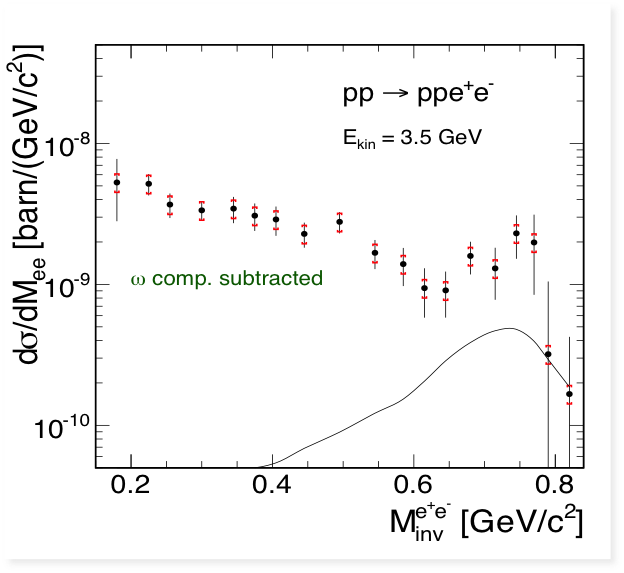 dσ/dM_ee [barn/(GeV/c²)]
pp → ppe⁺e⁻
E_kin = 3.5 GeV
10⁻⁸
ω comp. subtracted
10⁻⁹
10⁻¹⁰
0.2 0.4 0.6 0.8
M_inv^e⁺e⁻ [GeV/c²]